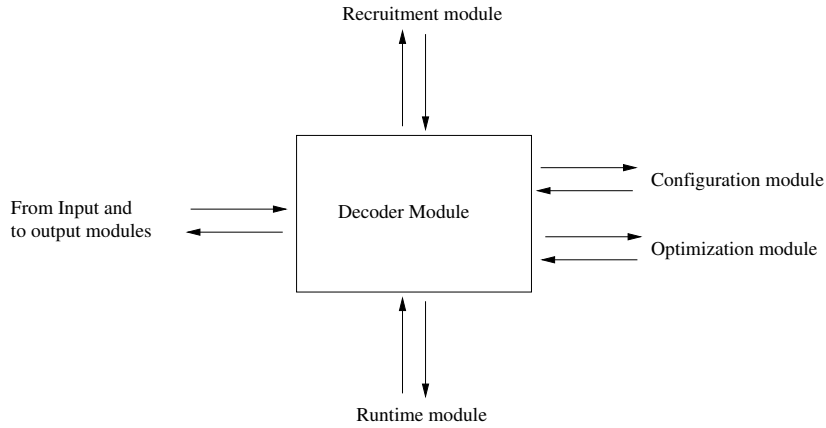 Recruitment module
Configuration module
From Input and
to output modules
Decoder Module
Optimization module
Runtime module